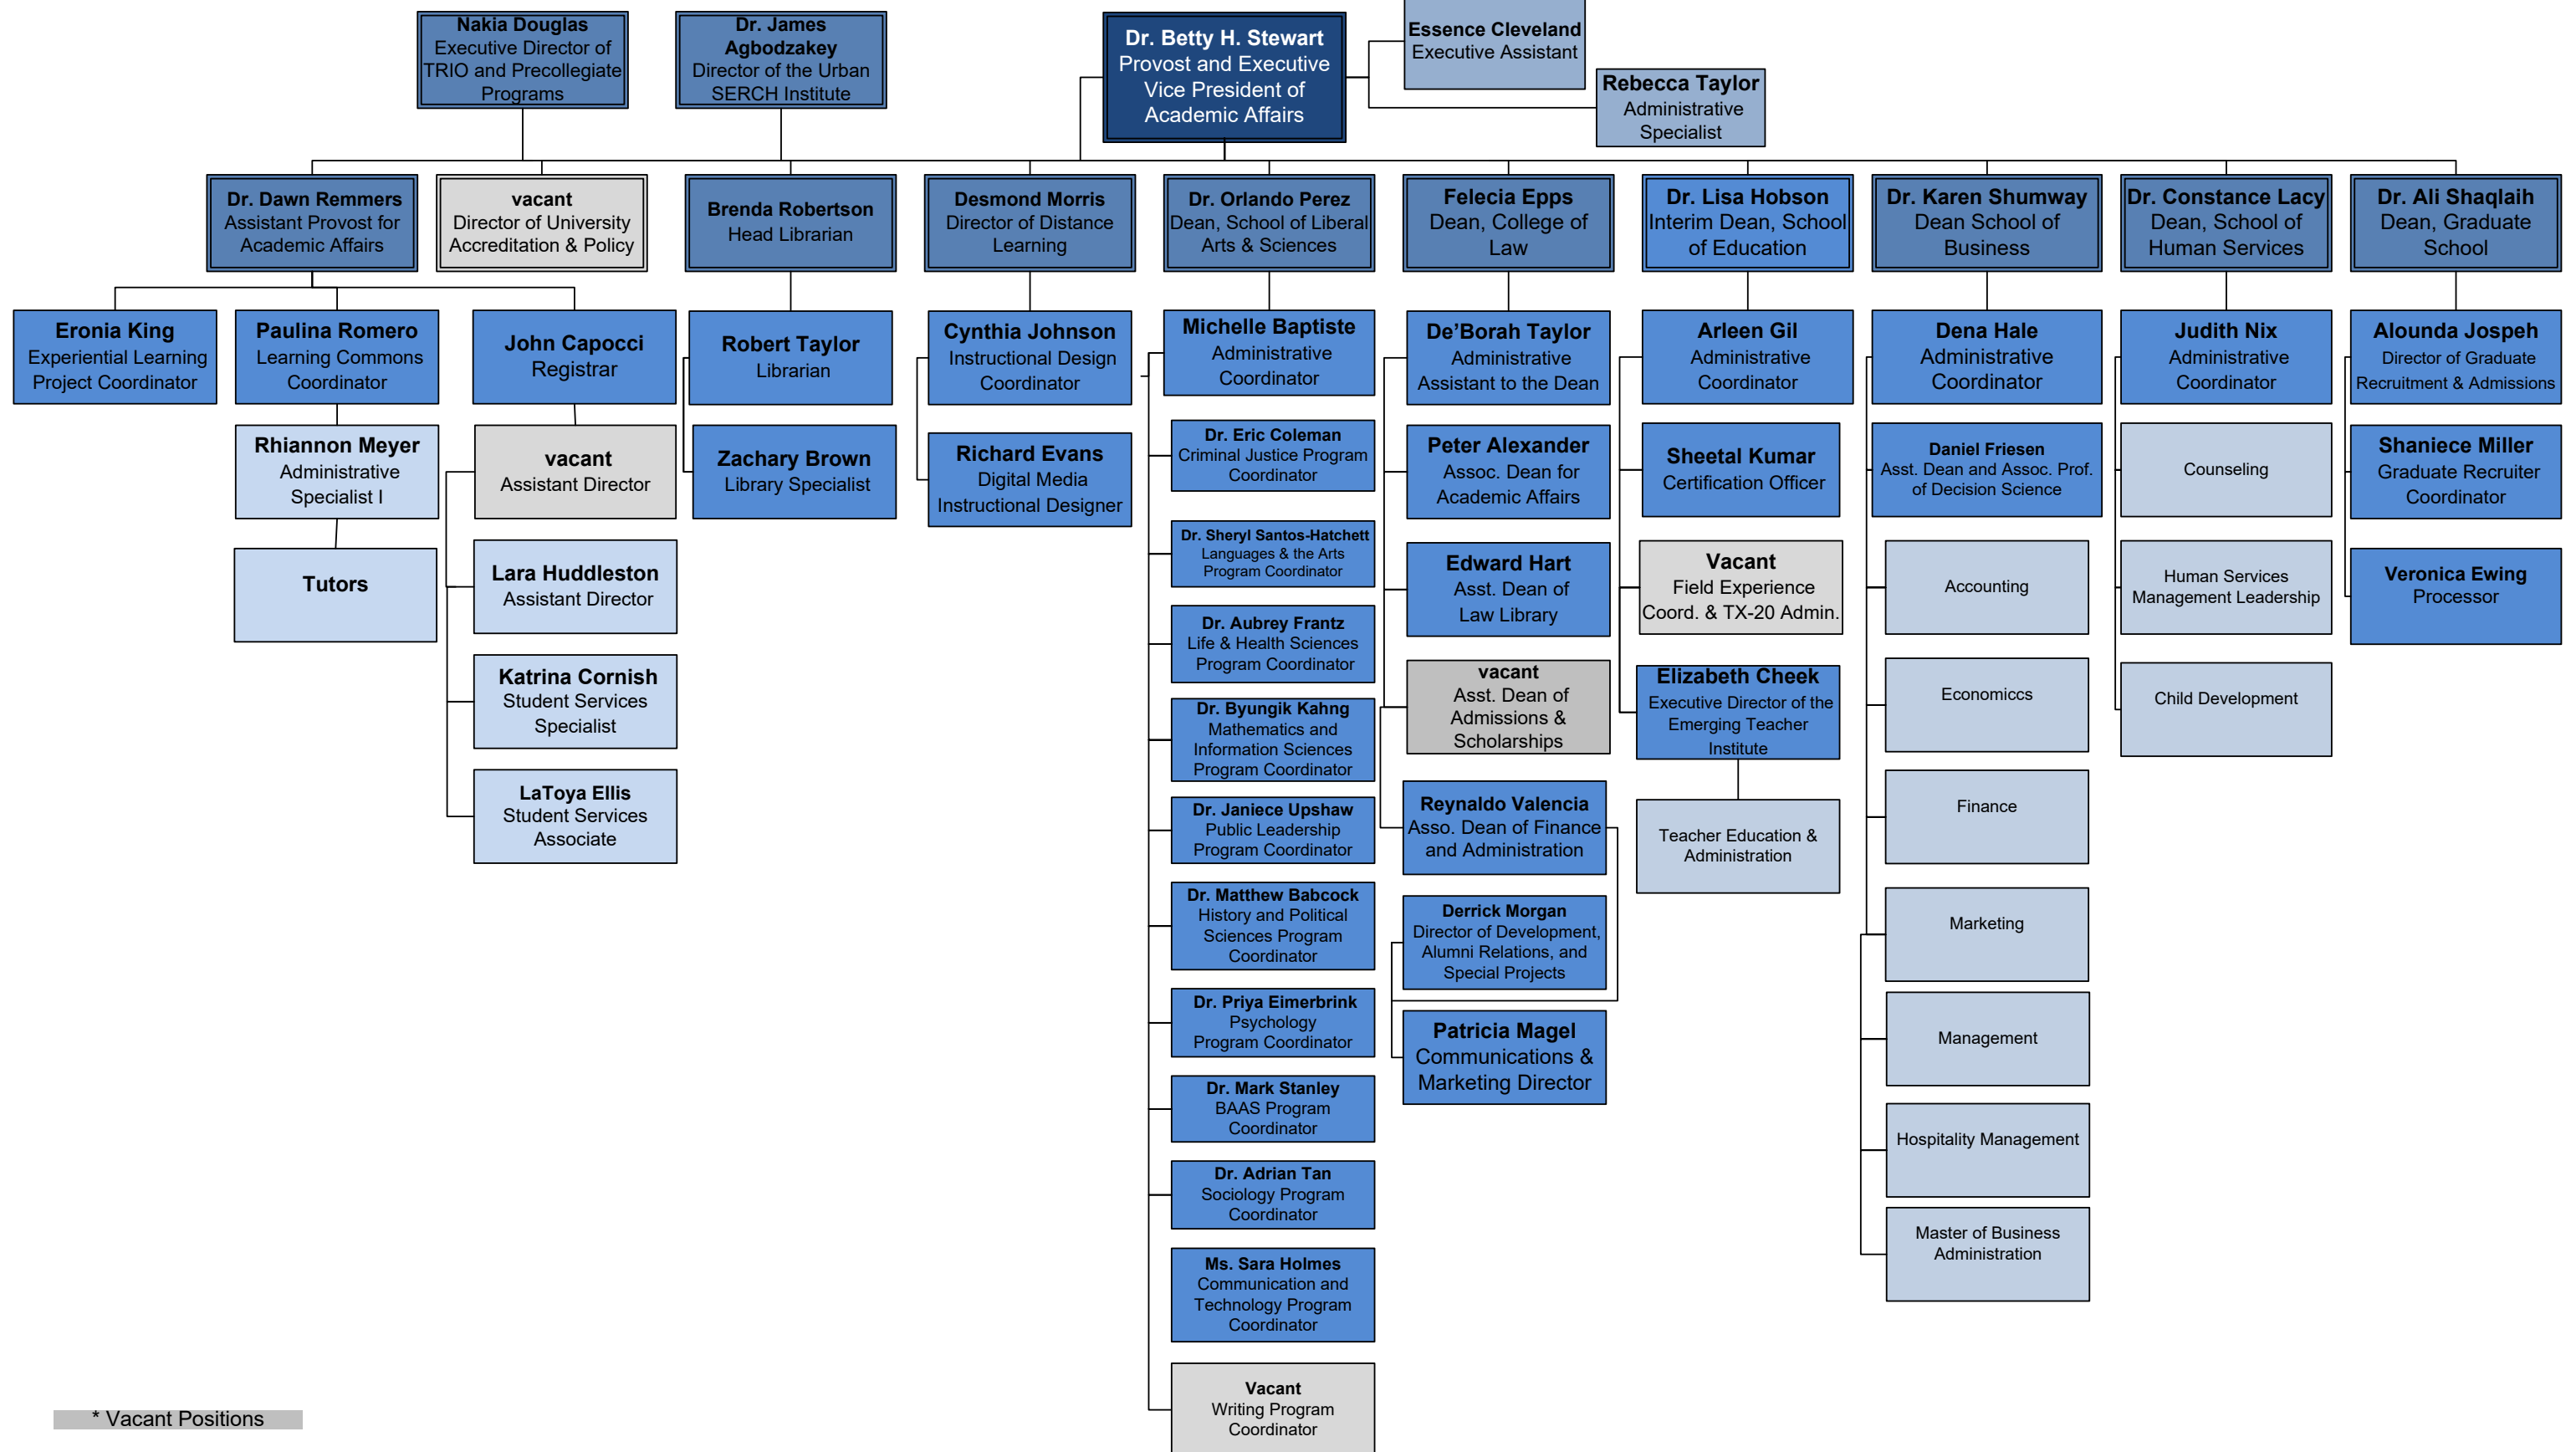 Nakia Douglas
Executive Director of
TRIO and Precollegiate
Programs
Dr. James
Agbodzakey
Director of the Urban
SERCH Institute
Dr. Betty H. Stewart
Provost and Executive
Vice President of
Academic Affairs
Essence Cleveland
Executive Assistant
Rebecca Taylor
Administrative
Specialist
Dr. Dawn Remmers
Assistant Provost for
Academic Affairs
vacant
Director of University
Accreditation & Policy
Brenda Robertson
Head Librarian
Desmond Morris
Director of Distance
Learning
Dr. Orlando Perez
Dean, School of Liberal
Arts & Sciences
Felecia Epps
Dean, College of
Law
Dr. Lisa Hobson
Interim Dean, School
of Education
Dr. Karen Shumway
Dean School of
Business
Dr. Constance Lacy
Dean, School of
Human Services
Dr. Ali Shaqlaih
Dean, Graduate
School
Eronia King
Experiential Learning
Project Coordinator
Paulina Romero
Learning Commons
Coordinator
Rhiannon Meyer
Administrative
Specialist I
Tutors
John Capocci
Registrar
vacant
Assistant Director
Lara Huddleston
Assistant Director
Katrina Cornish
Student Services
Specialist
LaToya Ellis
Student Services
Associate
Robert Taylor
Librarian
Zachary Brown
Library Specialist
Cynthia Johnson
Instructional Design
Coordinator
Richard Evans
Digital Media
Instructional Designer
Michelle Baptiste
Administrative
Coordinator
Dr. Eric Coleman
Criminal Justice Program
Coordinator
Dr. Sheryl Santos-Hatchett
Languages & the Arts
Program Coordinator
Dr. Aubrey Frantz
Life & Health Sciences
Program Coordinator
Dr. Byungik Kahng
Mathematics and
Information Sciences
Program Coordinator
Dr. Janiece Upshaw
Public Leadership
Program Coordinator
Dr. Matthew Babcock
History and Political
Sciences Program
Coordinator
Dr. Priya Eimerbrink
Psychology
Program Coordinator
Dr. Mark Stanley
BAAS Program
Coordinator
Dr. Adrian Tan
Sociology Program
Coordinator
Ms. Sara Holmes
Communication and
Technology Program
Coordinator
Vacant
Writing Program
Coordinator
De’Borah Taylor
Administrative
Assistant to the Dean
Peter Alexander
Assoc. Dean for
Academic Affairs
Edward Hart
Asst. Dean of
Law Library
vacant
Asst. Dean of
Admissions &
Scholarships
Reynaldo Valencia
Asso. Dean of Finance
and Administration
Derrick Morgan
Director of Development,
Alumni Relations, and
Special Projects
Patricia Magel
Communications &
Marketing Director
Arleen Gil
Administrative
Coordinator
Sheetal Kumar
Certification Officer
Vacant
Field Experience
Coord. & TX-20 Admin.
Elizabeth Cheek
Executive Director of the
Emerging Teacher
Institute
Teacher Education &
Administration
Dena Hale
Administrative
Coordinator
Daniel Friesen
Asst. Dean and Assoc. Prof.
of Decision Science
Accounting
Economiccs
Finance
Marketing
Management
Hospitality Management
Master of Business
Administration
Judith Nix
Administrative
Coordinator
Counseling
Human Services
Management Leadership
Child Development
Alounda Jospeh
Director of Graduate
Recruitment & Admissions
Shaniece Miller
Graduate Recruiter
Coordinator
Veronica Ewing
Processor
* Vacant Positions